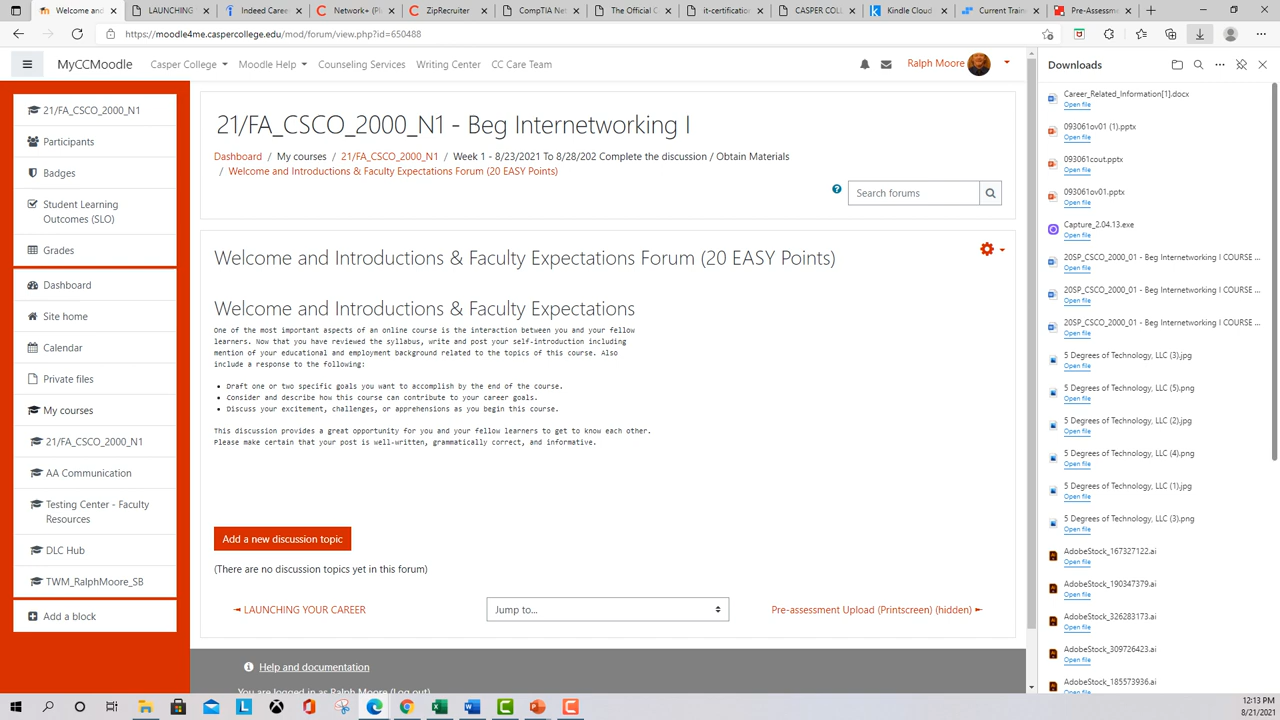 Welcome and
LAUNCHING
Indeed Career
Network+ (Pl
ZipRecruiter
CompTIA Net
The Official C
it-certification
CASPER COLL
Kindle Cloud
Current Train
Pre-Assessm
https://moodle4me.caspercollege.edu/mod/forum/view.php?id=650488
MyCCMoodle
Casper College
Moodle Help
Counseling Services
Writing Center
CC Care Team
Ralph Moore
21/FA_CSCO_2000_N1
Participants
Badges
Student Learning
Outcomes (SLO)
Grades
Dashboard
Site home
Calendar
Private files
My courses
21/FA_CSCO_2000_N1
AA Communication
Testing Center - Faculty
Resources
DLC Hub
TWM_RalphMoore_SB
Add a block
21/FA_CSCO_2000_N1 - Beg Internetworking I
Dashboard / My courses / 21/FA_CSCO_2000_N1 / Week 1 - 8/23/2021 To 8/28/202 Complete the discussion / Obtain Materials
/ Welcome and Introductions & Faculty Expectations Forum (20 EASY Points)
Search forums
Welcome and Introductions & Faculty Expectations Forum (20 EASY Points)
Welcome and Introductions & Faculty Expectations
One of the most important aspects of an online course is the interaction between you and your fellow
learners. Now that you have reviewed the syllabus, write and post your self-introduction including
mention of your educational and employment background related to the topics of this course. Also
include a response to the following:
• Draft one or two specific goals you want to accomplish by the end of the course.
• Consider and describe how this course can contribute to your career goals.
• Discuss your excitement, challenges, or apprehensions as you begin this course.
This discussion provides a great opportunity for you and your fellow learners to get to know each other.
Please make certain that your post is well-written, grammatically correct, and informative.
Add a new discussion topic
(There are no discussion topics yet in this forum)
◄ LAUNCHING YOUR CAREER
Jump to...
Pre-assessment Upload (Printscreen) (hidden) ►
Help and documentation
You are logged in as Ralph Moore (Log out)
Downloads
Career_Related_Information[1].docx
Open file
093061ov01 (1).pptx
Open file
093061cout.pptx
Open file
093061ov01.pptx
Open file
Capture_2.04.13.exe
Open file
20SP_CSCO_2000_01 - Beg Internetworking I COURSE ...
Open file
20SP_CSCO_2000_01 - Beg Internetworking I COURSE ...
Open file
20SP_CSCO_2000_01 - Beg Internetworking I COURSE ...
Open file
5 Degrees of Technology, LLC (3).jpg
Open file
5 Degrees of Technology, LLC (5).png
Open file
5 Degrees of Technology, LLC (2).jpg
Open file
5 Degrees of Technology, LLC (4).png
Open file
5 Degrees of Technology, LLC (1).jpg
Open file
5 Degrees of Technology, LLC (3).png
Open file
AdobeStock_167327122.ai
Open file
AdobeStock_190347379.ai
Open file
AdobeStock_326283173.ai
Open file
AdobeStock_309726423.ai
Open file
AdobeStock_185573936.ai
12:13 PM
8/21/2021